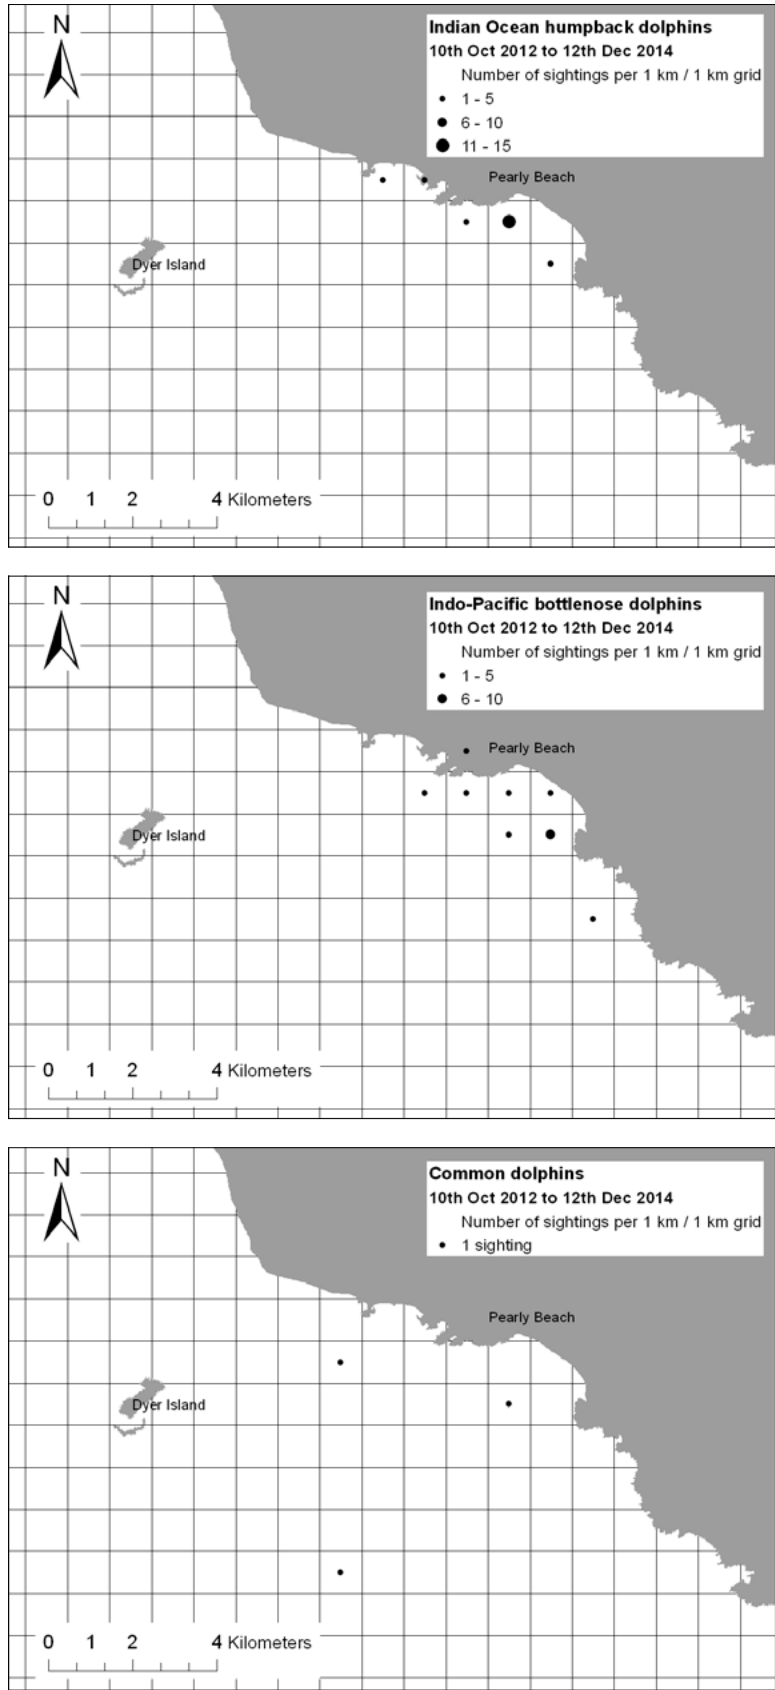 N
Indian Ocean humpback dolphins
10th Oct 2012 to 12th Dec 2014
Number of sightings per 1 km / 1 km grid
1 - 5
6 - 10
11 - 15
Pearly Beach
Dyer Island
0 1 2 4 Kilometers
N
Indo-Pacific bottlenose dolphins
10th Oct 2012 to 12th Dec 2014
Number of sightings per 1 km / 1 km grid
1 - 5
6 - 10
Pearly Beach
Dyer Island
0 1 2 4 Kilometers
N
Common dolphins
10th Oct 2012 to 12th Dec 2014
Number of sightings per 1 km / 1 km grid
1 sighting
Pearly Beach
Dyer Island
0 1 2 4 Kilometers